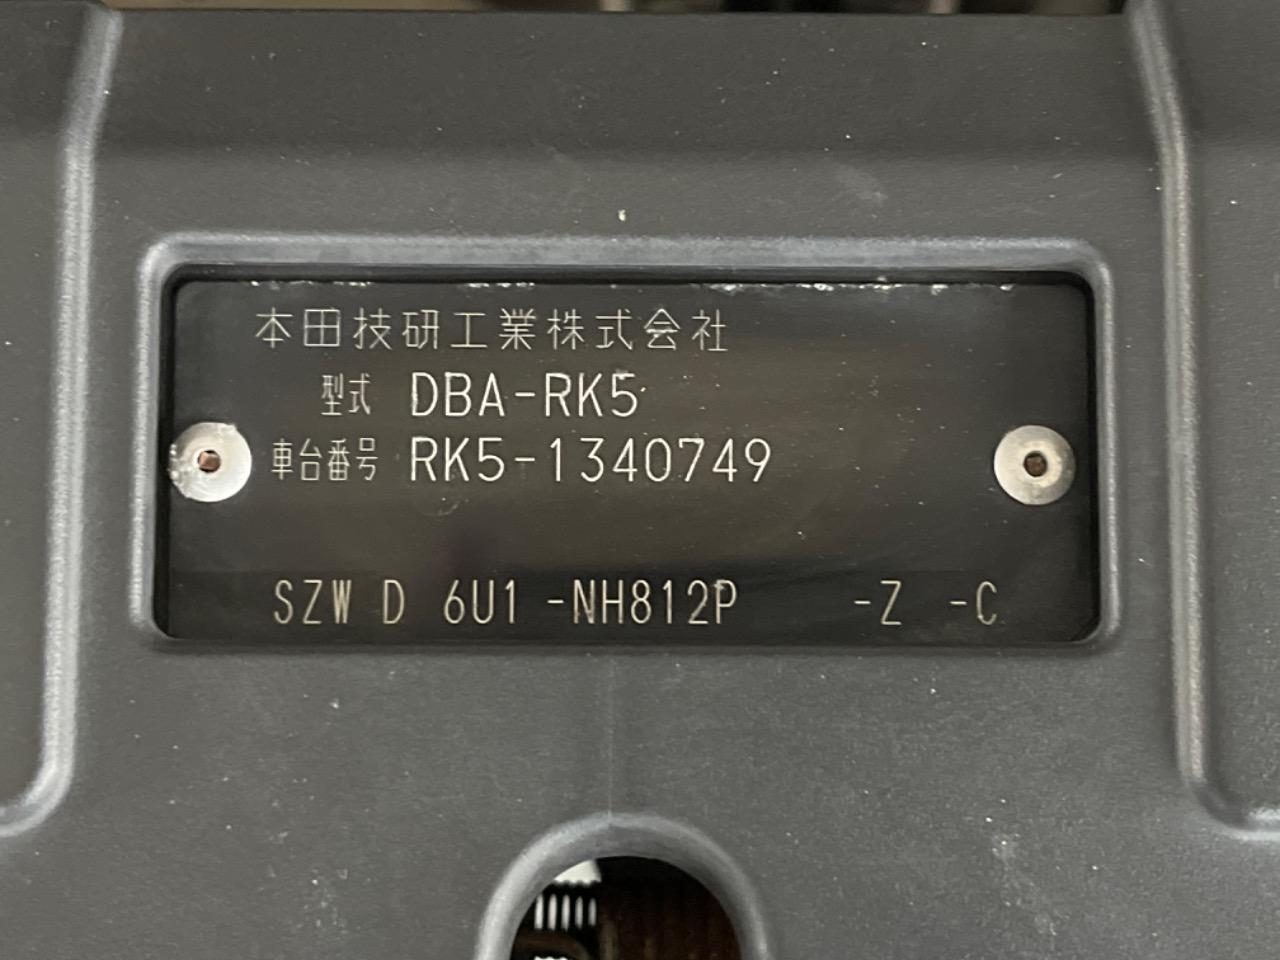 本田技研工業株式会社
型式 DBA-RK5
車台番号 RK5-1340749
SZW D 6U1 -NH812P -Z -C